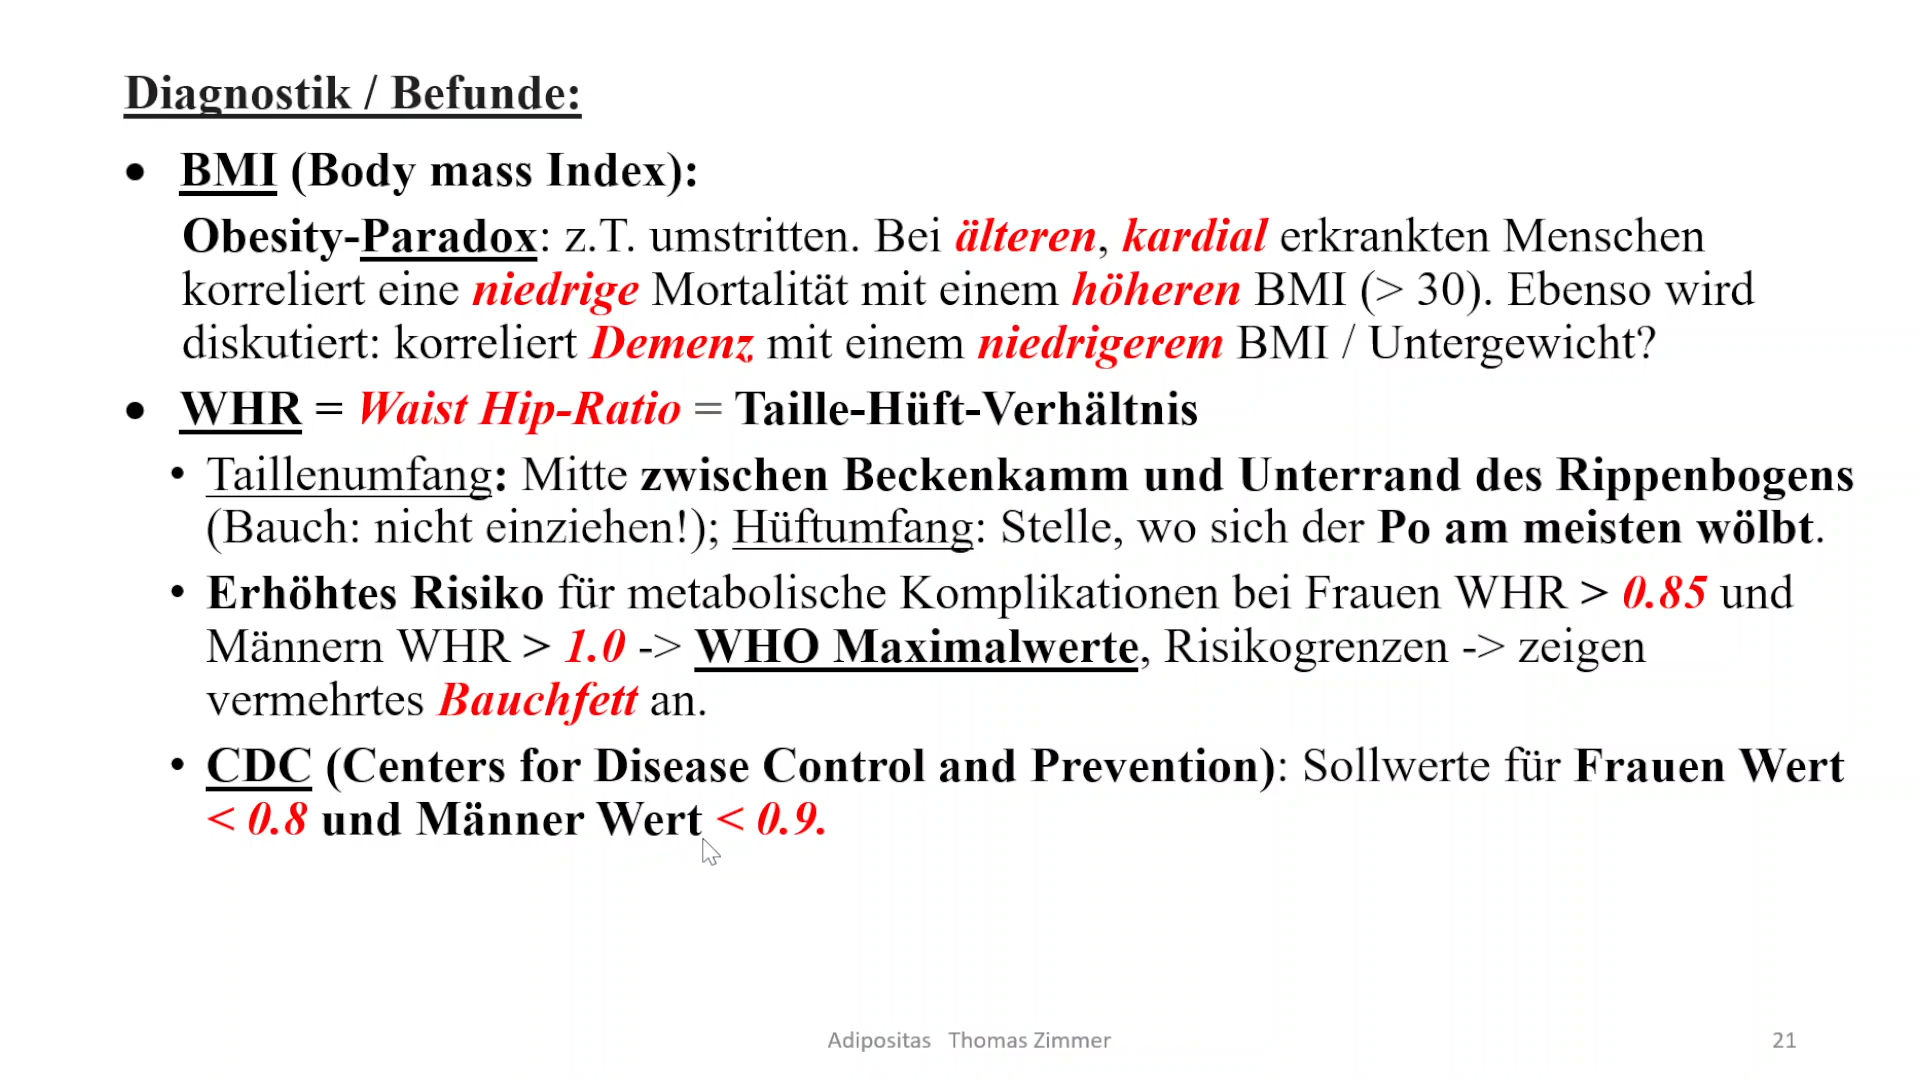 Diagnostik / Befunde:
• BMI (Body mass Index):
Obesity-Paradox: z.T. umstritten. Bei älteren, kardial erkrankten Menschen
korreliert eine niedrige Mortalität mit einem höheren BMI (> 30). Ebenso wird
diskutiert: korreliert Demenz mit einem niedrigerem BMI / Untergewicht?
• WHR = Waist Hip-Ratio = Taille-Hüft-Verhältnis
• Taillenumfang: Mitte zwischen Beckenkamm und Unterrand des Rippenbogens
(Bauch: nicht einziehen!); Hüftumfang: Stelle, wo sich der Po am meisten wölbt.
• Erhöhtes Risiko für metabolische Komplikationen bei Frauen WHR > 0.85 und
Männern WHR > 1.0 -> WHO Maximalwerte, Risikogrenzen -> zeigen
vermehrtes Bauchfett an.
• CDC (Centers for Disease Control and Prevention): Sollwerte für Frauen Wert
< 0.8 und Männer Wert < 0.9.
Adipositas Thomas Zimmer
21